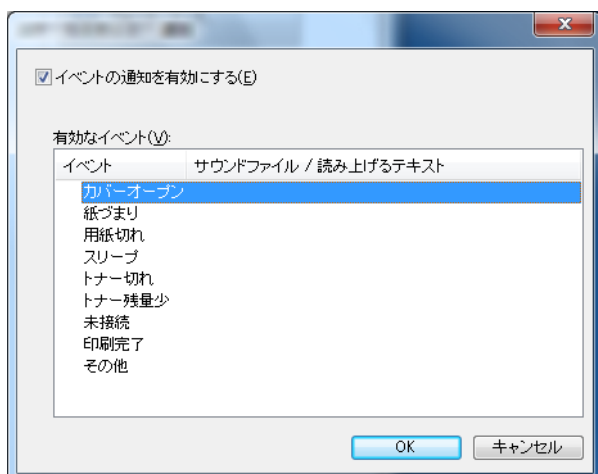 イベントの通知を有効にする(E)
有効なイベント(V):
イベント サウンドファイル / 読み上げるテキスト
カバーオープン
紙づまり
用紙切れ
スリープ
トナー切れ
トナー残量少
未接続
印刷完了
その他
OK キャンセル